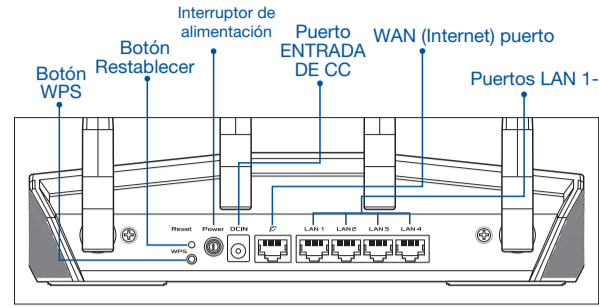 Interruptor de
alimentación
Botón
Restablecer
Puerto
ENTRADA
DE CC
WAN (Internet) puerto
Botón
WPS
Puertos LAN 1-
Reset
Power
DCIN
LAN 1
LAN 2
LAN 3
LAN 4
WPS